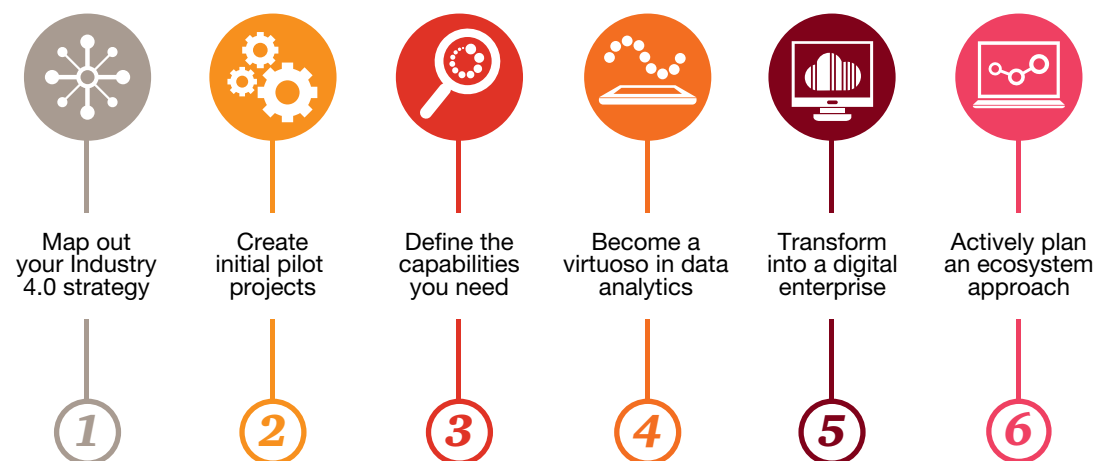 Map out
your Industry
4.0 strategy
Create
initial pilot
projects
Define the
capabilities
you need
Become a
virtuoso in data
analytics
Transform
into a digital
enterprise
Actively plan
an ecosystem
approach
1
2
3
4
5
6